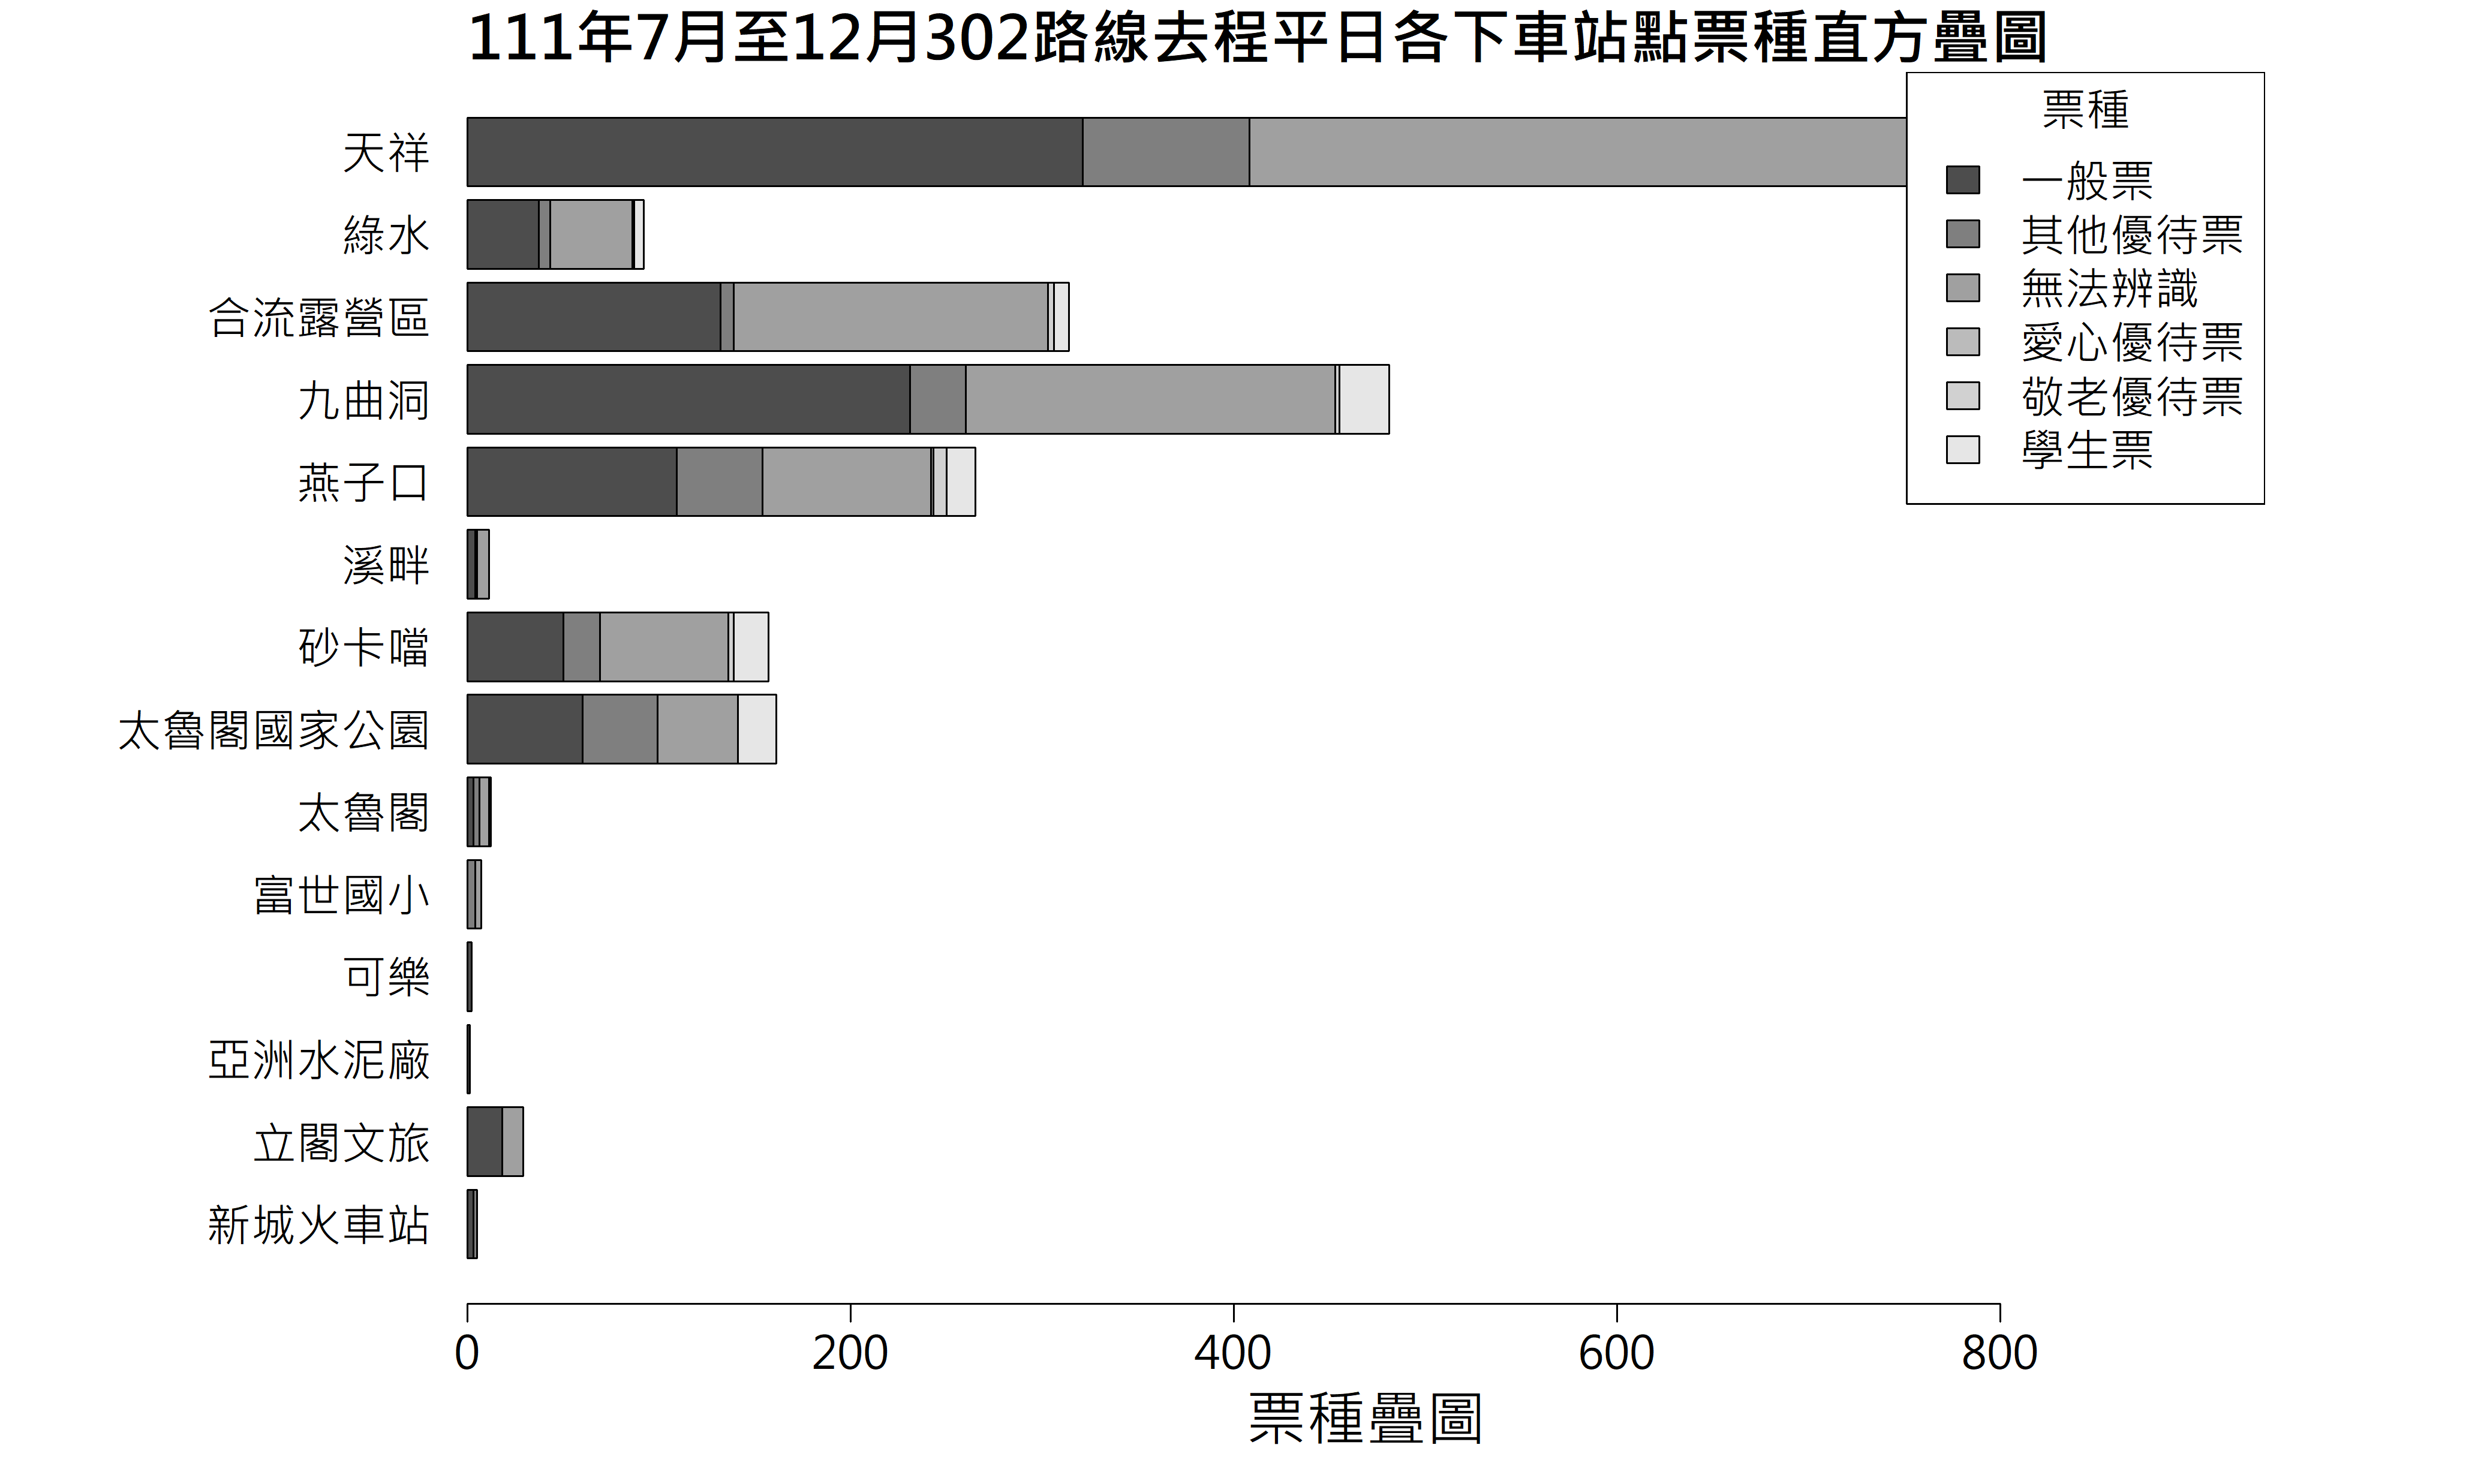 111年7月至12月302路線去程平日各下車站點票種直方疊圖
票種
一般票
其他優待票
無法辨識
愛心優待票
敬老優待票
學生票
天祥
綠水
合流露營區
九曲洞
燕子口
溪畔
砂卡噹
太魯閣國家公園
太魯閣
富世國小
可樂
亞洲水泥廠
立閣文旅
新城火車站
0 200 400 600 800
票種疊圖